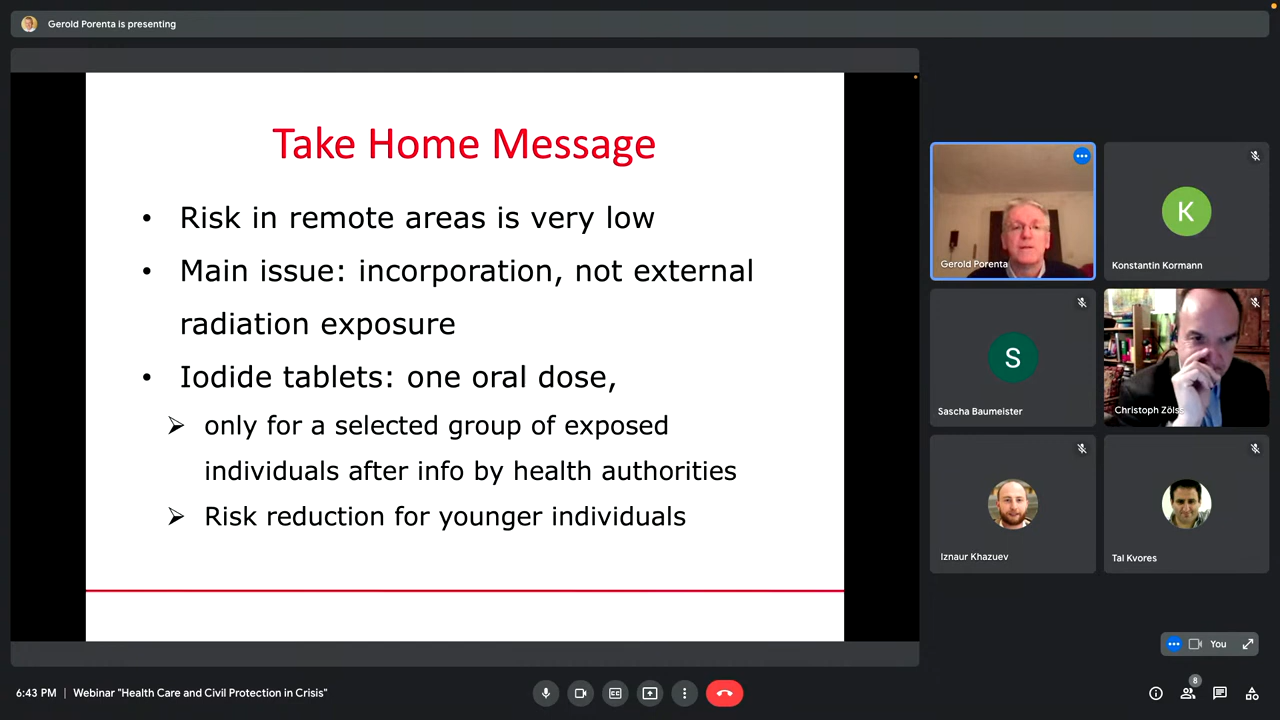 Gerold Porenta is presenting
Take Home Message
• Risk in remote areas is very low
• Main issue: incorporation, not external
radiation exposure
• Iodide tablets: one oral dose,
➢ only for a selected group of exposed
individuals after info by health authorities
➢ Risk reduction for younger individuals
Gerold Porenta
K
Konstantin Kormann
S
Sascha Baumeister
Christoph Zölss
Iznaur Khazuev
Tal Kvores
You
6:43 PM | Webinar "Health Care and Civil Protection in Crisis"
8